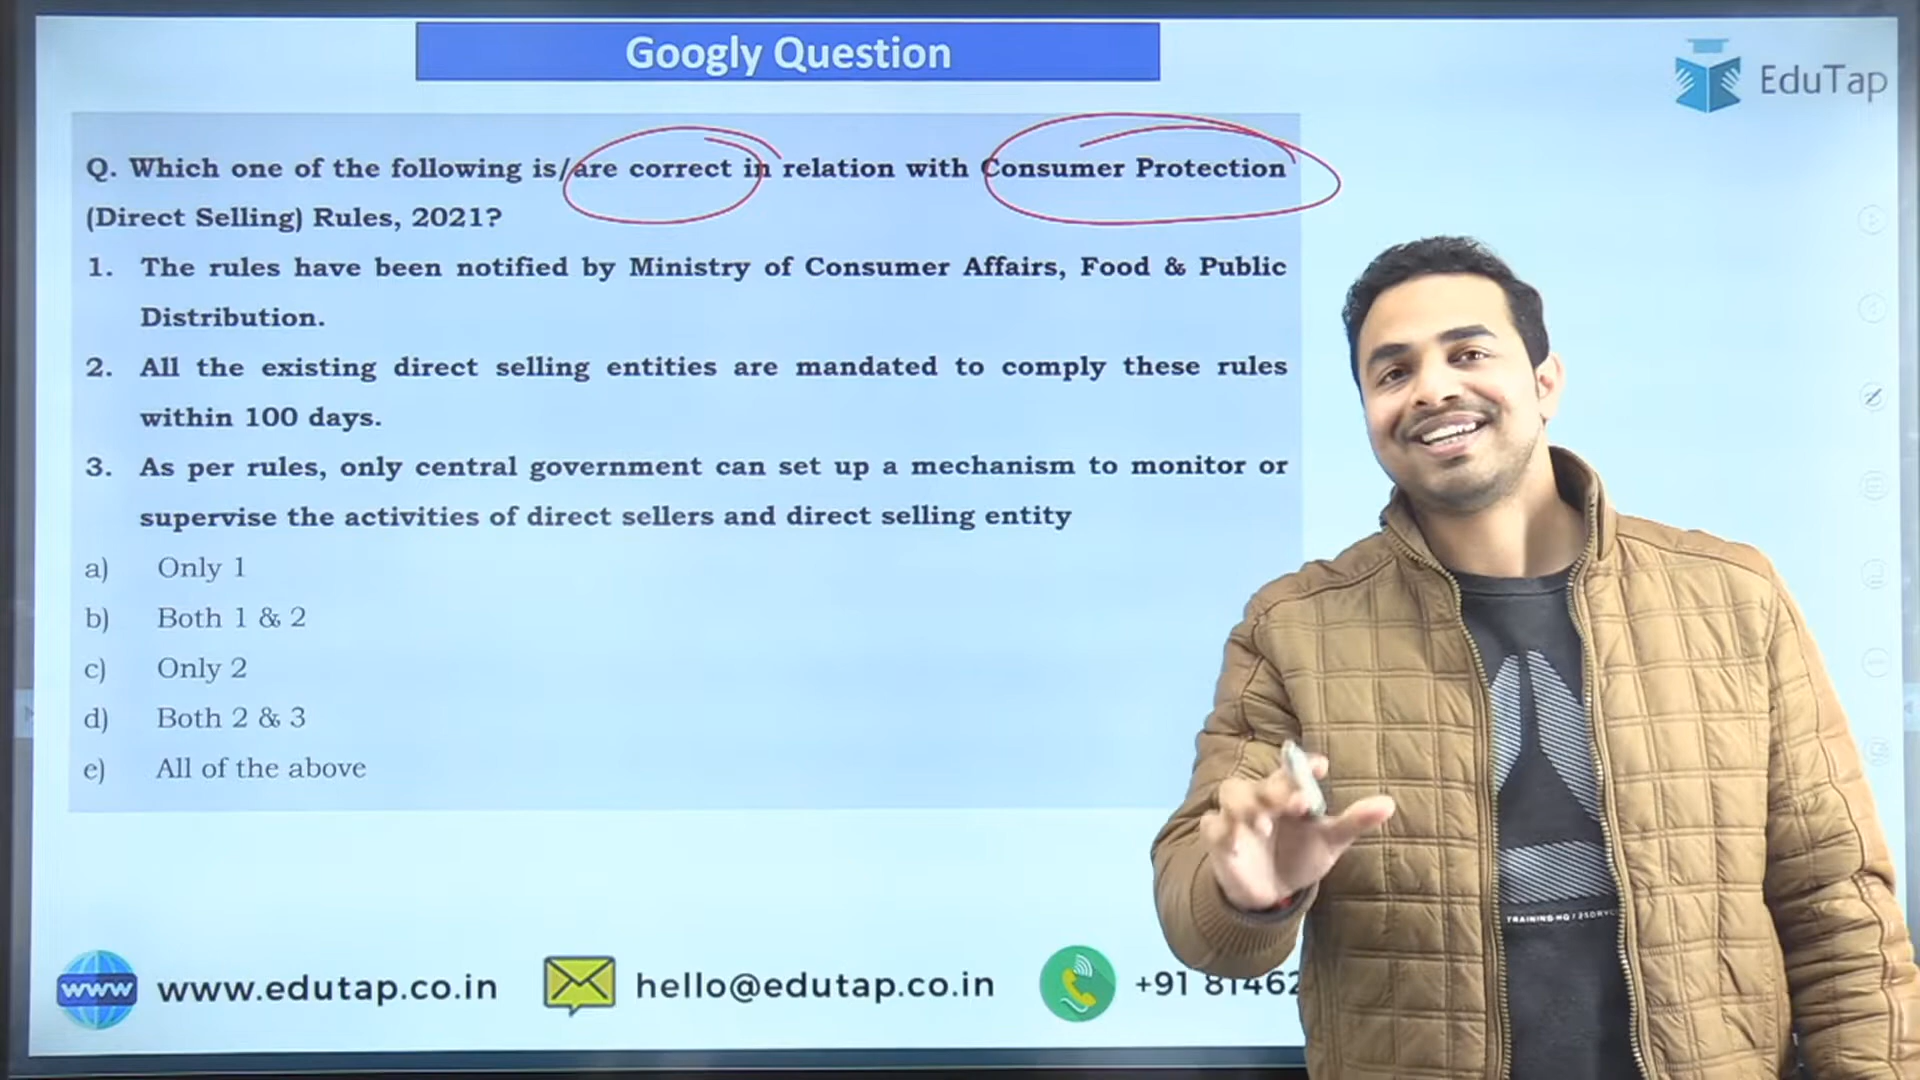 Googly Question
EduTap
Q. Which one of the following is/are correct in relation with Consumer Protection
(Direct Selling) Rules, 2021?
1. The rules have been notified by Ministry of Consumer Affairs, Food & Public
Distribution.
2. All the existing direct selling entities are mandated to comply these rules
within 100 days.
3. As per rules, only central government can set up a mechanism to monitor or
supervise the activities of direct sellers and direct selling entity
a) Only 1
b) Both 1 & 2
c) Only 2
d) Both 2 & 3
e) All of the above
TRAINING HQ /
www www.edutap.co.in hello@edutap.co.in +91 81462